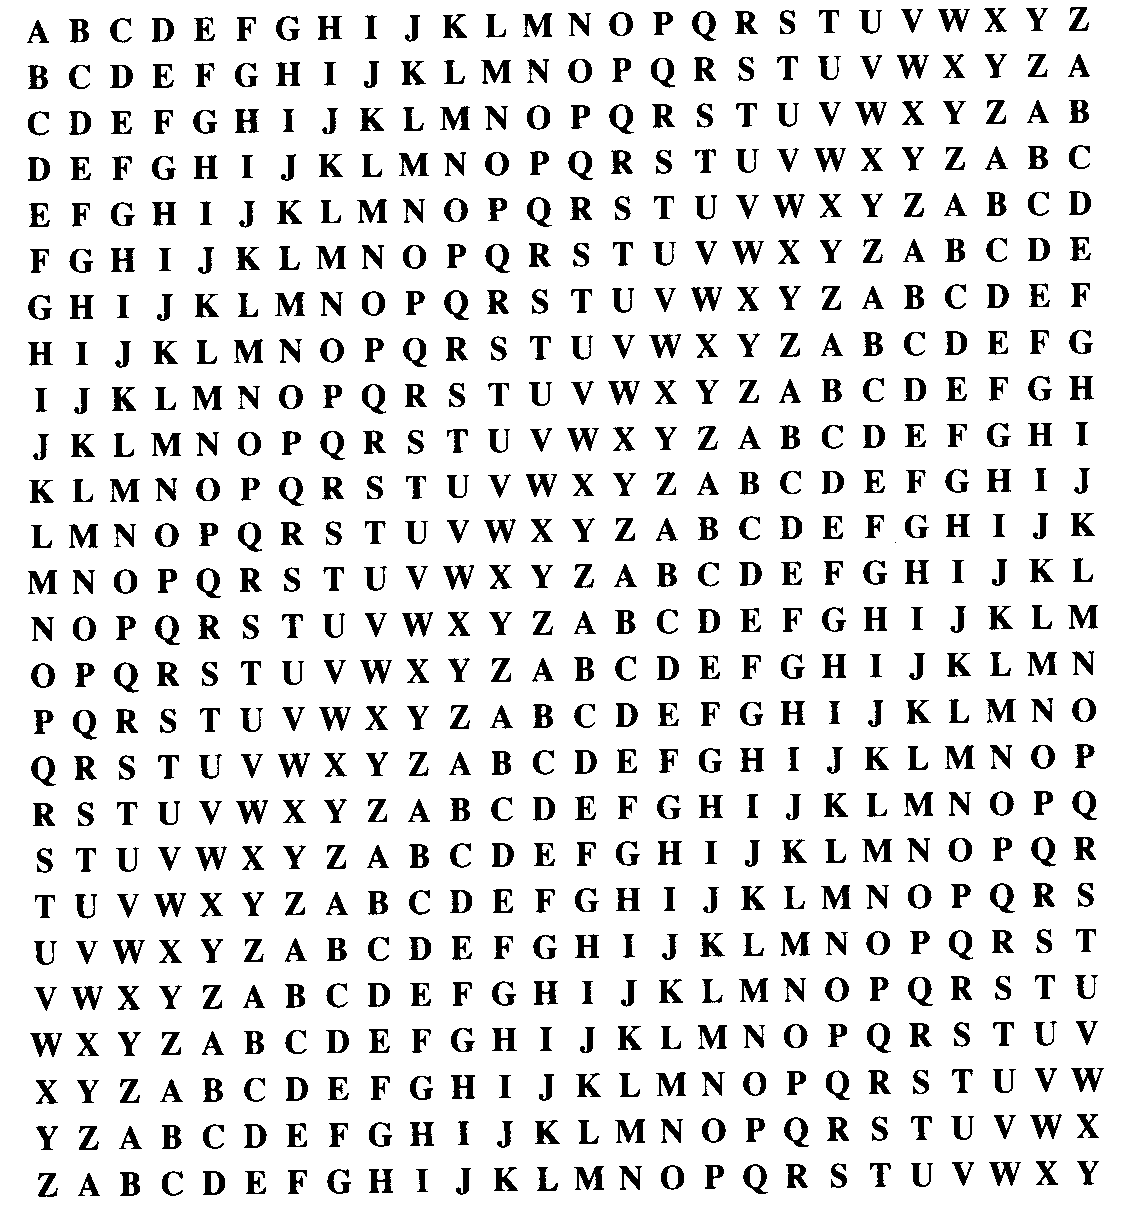 A B C D E F G H I J K L M N O P Q R S T U V W X Y Z
B C D E F G H I J K L M N O P Q R S T U V W X Y Z A
C D E F G H I J K L M N O P Q R S T U V W X Y Z A B
D E F G H I J K L M N O P Q R S T U V W X Y Z A B C
E F G H I J K L M N O P Q R S T U V W X Y Z A B C D
F G H I J K L M N O P Q R S T U V W X Y Z A B C D E
G H I J K L M N O P Q R S T U V W X Y Z A B C D E F
H I J K L M N O P Q R S T U V W X Y Z A B C D E F G
I J K L M N O P Q R S T U V W X Y Z A B C D E F G H
J K L M N O P Q R S T U V W X Y Z A B C D E F G H I
K L M N O P Q R S T U V W X Y Z A B C D E F G H I J
L M N O P Q R S T U V W X Y Z A B C D E F G H I J K
M N O P Q R S T U V W X Y Z A B C D E F G H I J K L
N O P Q R S T U V W X Y Z A B C D E F G H I J K L M
O P Q R S T U V W X Y Z A B C D E F G H I J K L M N
P Q R S T U V W X Y Z A B C D E F G H I J K L M N O
Q R S T U V W X Y Z A B C D E F G H I J K L M N O P
R S T U V W X Y Z A B C D E F G H I J K L M N O P Q
S T U V W X Y Z A B C D E F G H I J K L M N O P Q R
T U V W X Y Z A B C D E F G H I J K L M N O P Q R S
U V W X Y Z A B C D E F G H I J K L M N O P Q R S T
V W X Y Z A B C D E F G H I J K L M N O P Q R S T U
W X Y Z A B C D E F G H I J K L M N O P Q R S T U V
X Y Z A B C D E F G H I J K L M N O P Q R S T U V W
Y Z A B C D E F G H I J K L M N O P Q R S T U V W X
Z A B C D E F G H I J K L M N O P Q R S T U V W X Y